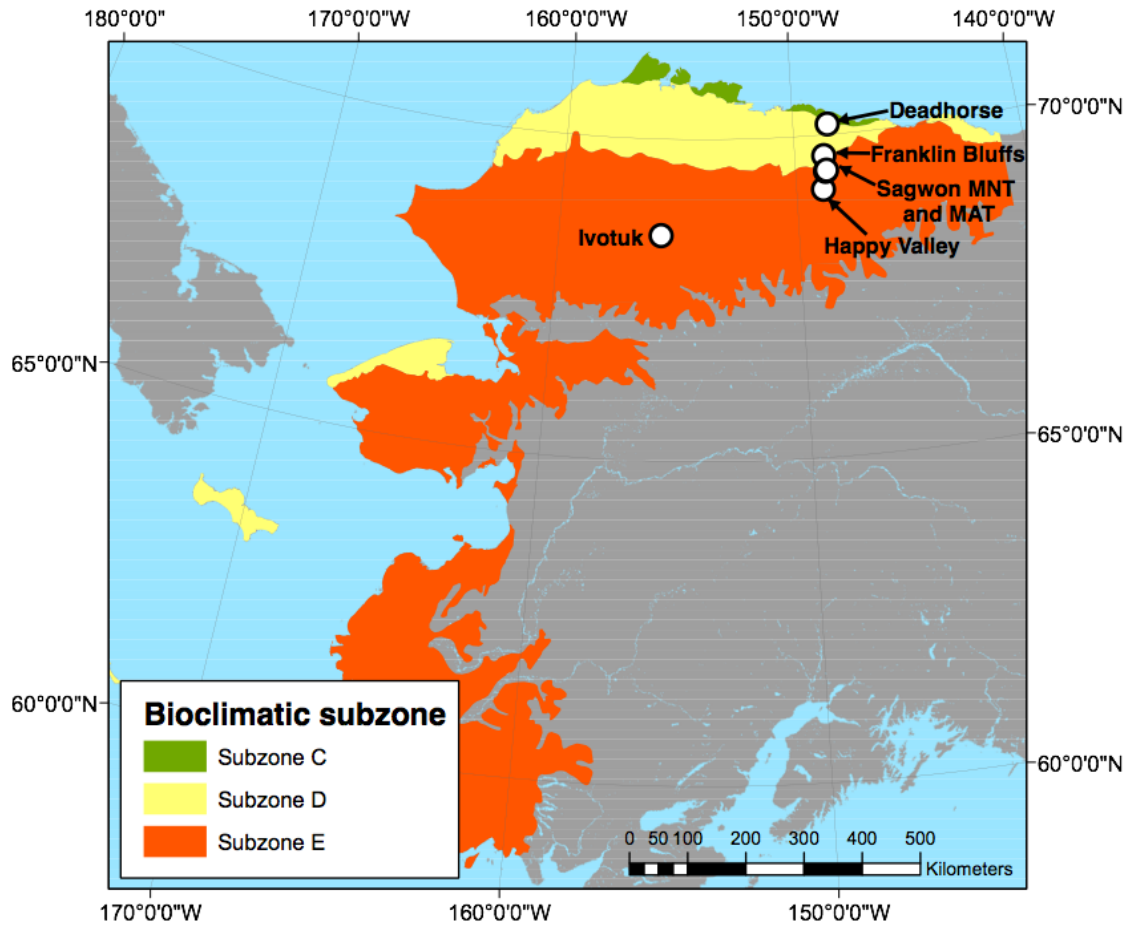 180°0'0"W
170°0'0"W
160°0'0"W
150°0'0"W
140°0'0"W
70°0'0"N
Deadhorse
Franklin Bluffs
Sagwon MNT
and MAT
Ivotuk
Happy Valley
65°0'0"N
65°0'0"N
60°0'0"N
60°0'0"N
Bioclimatic subzone
Subzone C
Subzone D
Subzone E
0 50 100 200 300 400 500
Kilometers
170°0'0"W
160°0'0"W
150°0'0"W